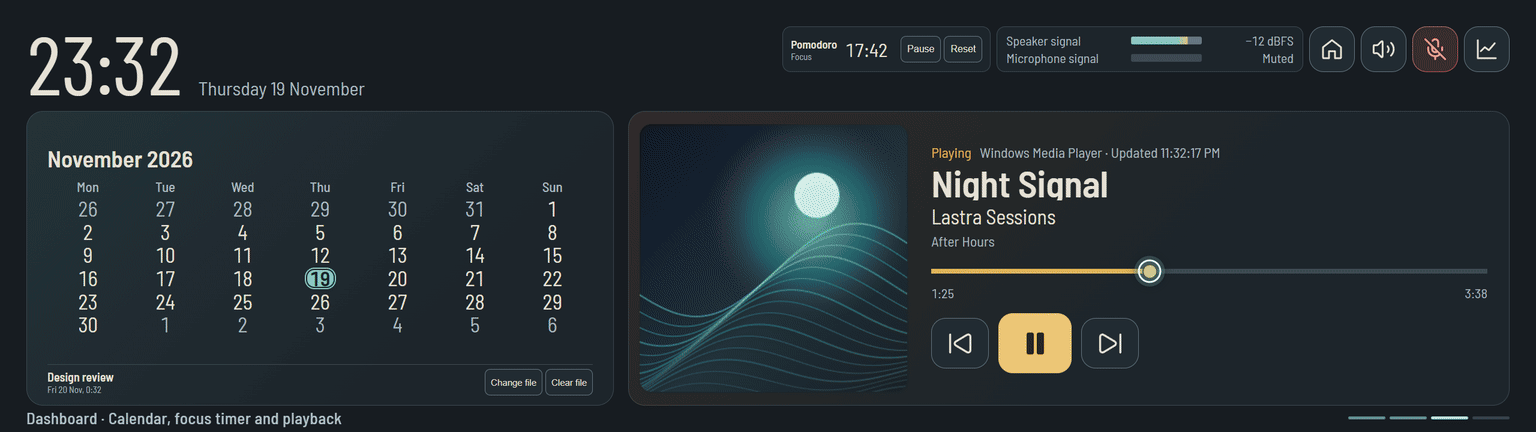 23:32
Thursday 19 November
Pomodoro
Focus
17:42
Pause
Reset
Speaker signal
−12 dBFS
Microphone signal
Muted
November 2026
Mon Tue Wed Thu Fri Sat Sun
26 27 28 29 30 31 1
2 3 4 5 6 7 8
9 10 11 12 13 14 15
16 17 18 19 20 21 22
23 24 25 26 27 28 29
30 1 2 3 4 5 6
Design review
Fri 20 Nov, 0:32
Change file
Clear file
Playing Windows Media Player · Updated 11:32:17 PM
Night Signal
Lastra Sessions
After Hours
1:25
3:38
Dashboard · Calendar, focus timer and playback